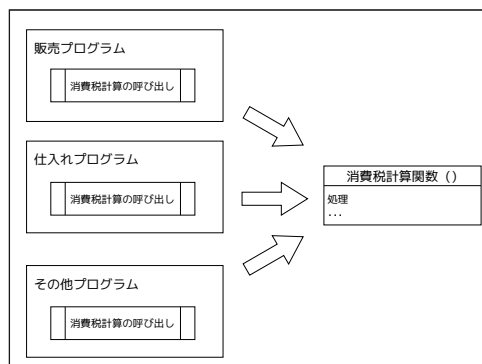 販売プログラム
消費税計算の呼び出し
仕入れプログラム
消費税計算の呼び出し
その他プログラム
消費税計算の呼び出し
消費税計算関数 ()
処理
...